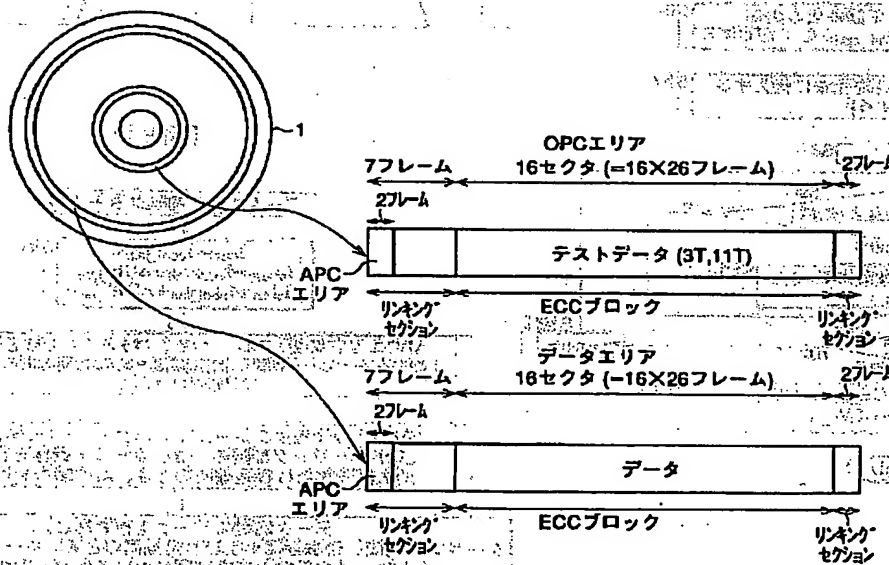 1
OPCエリア
7フレーム
16セクタ (=16×26フレーム)
2フレーム
2フレーム
APC
エリア
テストデータ (3T,11T)
リンキング
セクション
ECCブロック
リンキング
セクション
データエリア
7フレーム
16セクタ (=16×26フレーム)
2フレーム
2フレーム
APC
エリア
データ
リンキング
セクション
ECCブロック
リンキング
セクション